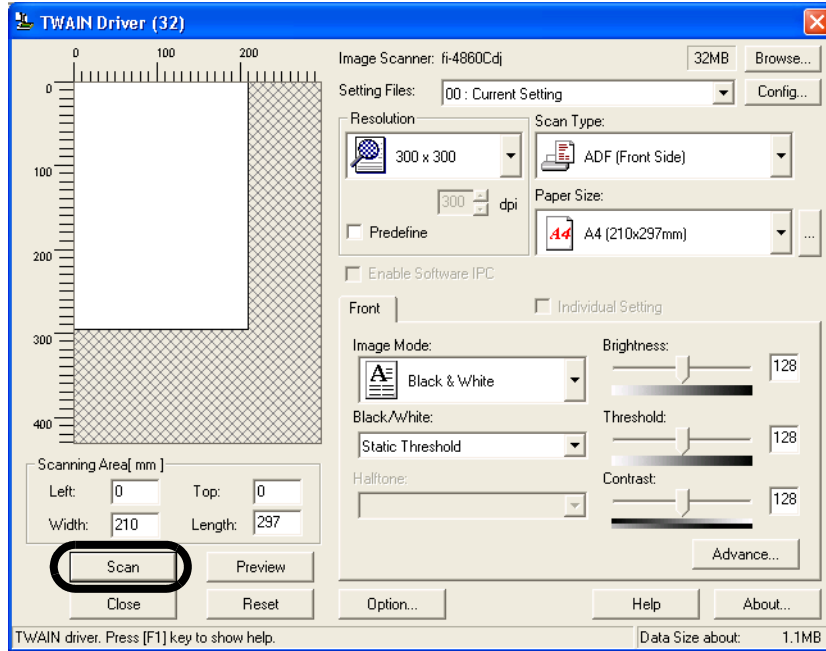 TWAIN Driver (32)
0 100 200
0
100
200
300
400
Image Scanner: fi-4860Cdj 32MB Browse...
Setting Files: 00 : Current Setting Config...
Resolution
300 x 300
300 dpi
Predefine
Scan Type:
ADF (Front Side)
Paper Size:
A4 A4 (210x297mm) ...
Enable Software IPC
Front Individual Setting
Image Mode:
A Black & White
Black/White:
Static Threshold
Halftone:
Brightness:
128
Threshold:
128
Contrast:
128
Advance...
Scanning Area[ mm ]
Left: 0 Top: 0
Width: 210 Length: 297
Scan Preview
Close Reset Option... Help About...
TWAIN driver. Press [F1] key to show help. Data Size about: 1.1MB